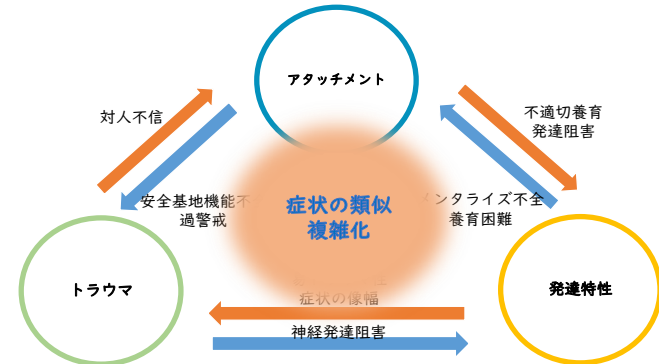 アタッチメント
対人不信
不適切養育
発達阻害
安全基地機能不
過警戒
症状の類似
複雑化
メンタライズ不全
養育困難
トラウマ
発達特性
症状の像幅
神経発達阻害